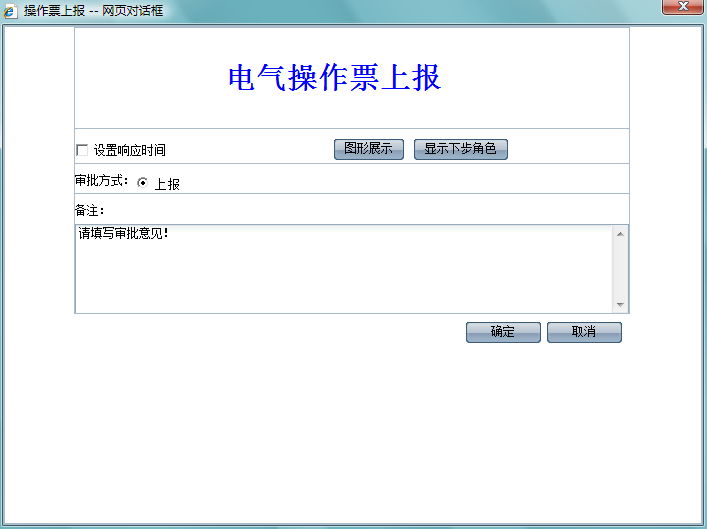 操作票上报 -- 网页对话框
电气操作票上报
设置响应时间 图形展示 显示下步角色
审批方式： 上报
备注：
请填写审批意见!
确定 取消